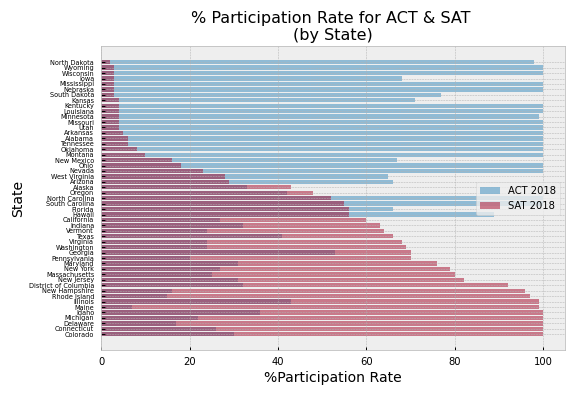 % Participation Rate for ACT & SAT
(by State)
State
North Dakota
Wyoming
Wisconsin
Iowa
Mississippi
Nebraska
South Dakota
Kansas
Kentucky
Louisiana
Minnesota
Missouri
Utah
Arkansas
Alabama
Tennessee
Oklahoma
Montana
New Mexico
Ohio
Nevada
West Virginia
Arizona
Alaska
Oregon
North Carolina
South Carolina
Florida
Hawaii
California
Indiana
Vermont
Texas
Virginia
Washington
Georgia
Pennsylvania
Maryland
New York
Massachusetts
New Jersey
District of Columbia
New Hampshire
Rhode Island
Illinois
Maine
Idaho
Michigan
Delaware
Connecticut
Colorado
ACT 2018
SAT 2018
0 20 40 60 80 100
%Participation Rate